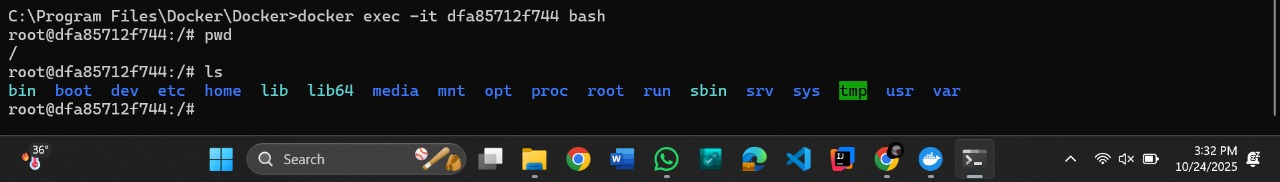 C:\Program Files\Docker\Docker>docker exec -it dfa85712f744 bash
root@dfa85712f744:/# pwd
/
root@dfa85712f744:/# ls
bin boot dev etc home lib lib64 media mnt opt proc root run sbin srv sys tmp usr var
root@dfa85712f744:/#
36°
Search
3:32 PM
10/24/2025